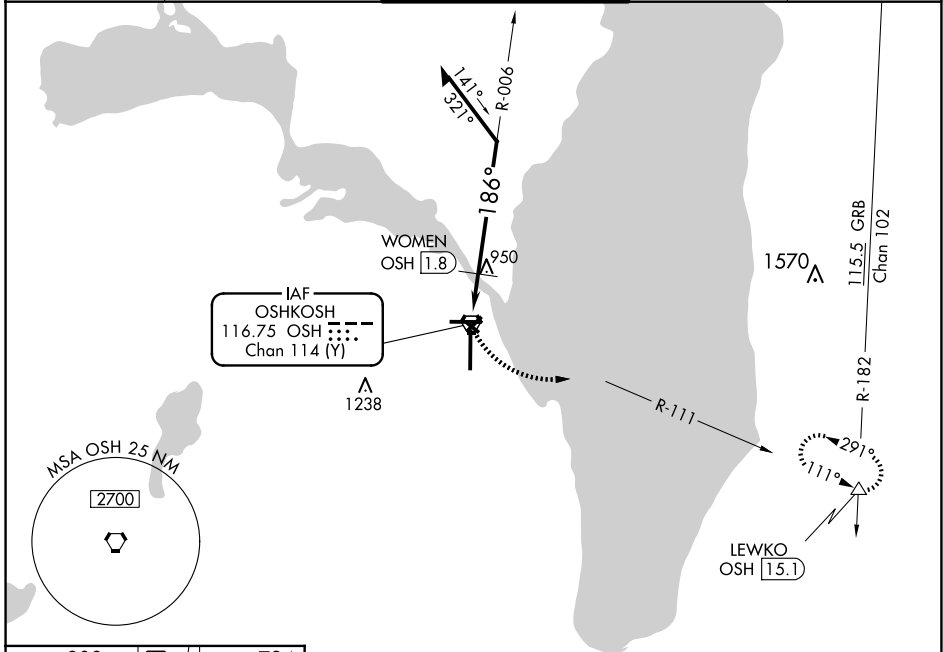 141°
321°
R-006
186°
WOMEN
OSH 1.8
950
1570
115.5 GRB
Chan 102
IAF
OSHKOSH
116.75 OSH
Chan 114 (Y)
1238
R-182
R-111
291°
111°
MSA OSH 25 NM
2700
LEWKO
OSH 15.1